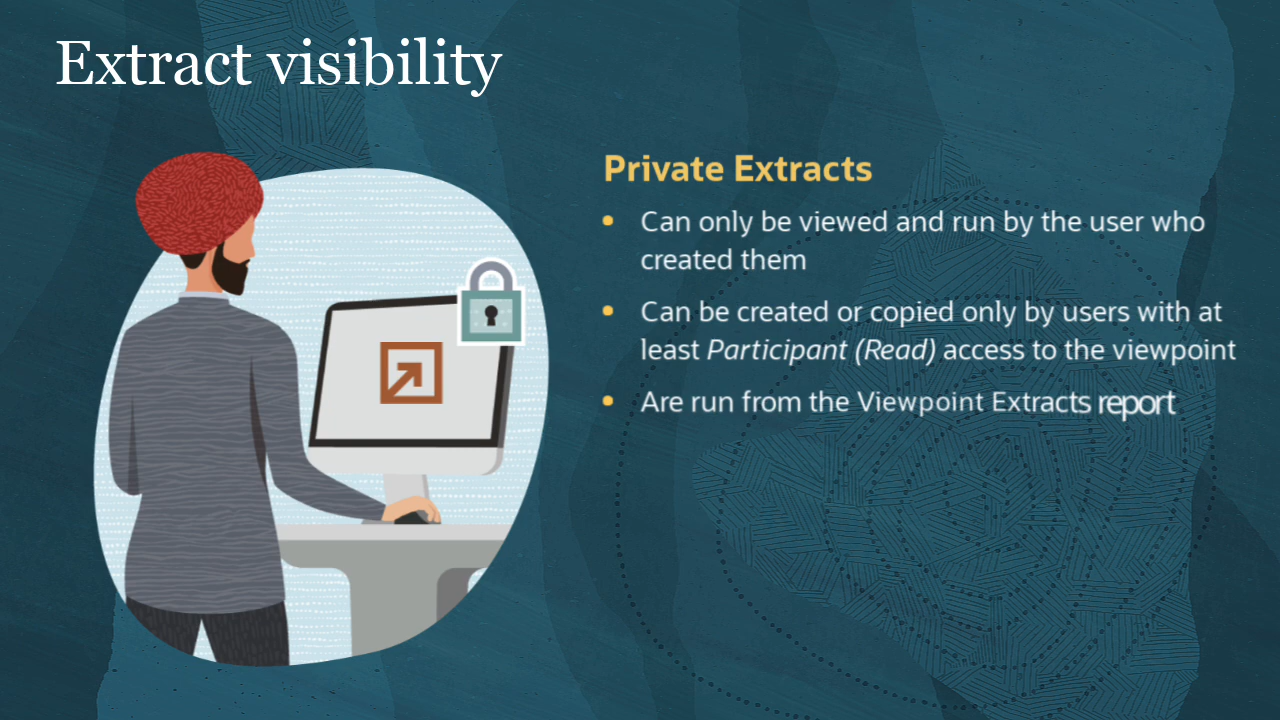 Extract visibility
Private Extracts
• Can only be viewed and run by the user who
created them
• Can be created or copied only by users with at
least Participant (Read) access to the viewpoint
• Are run from the Viewpoint Extracts report